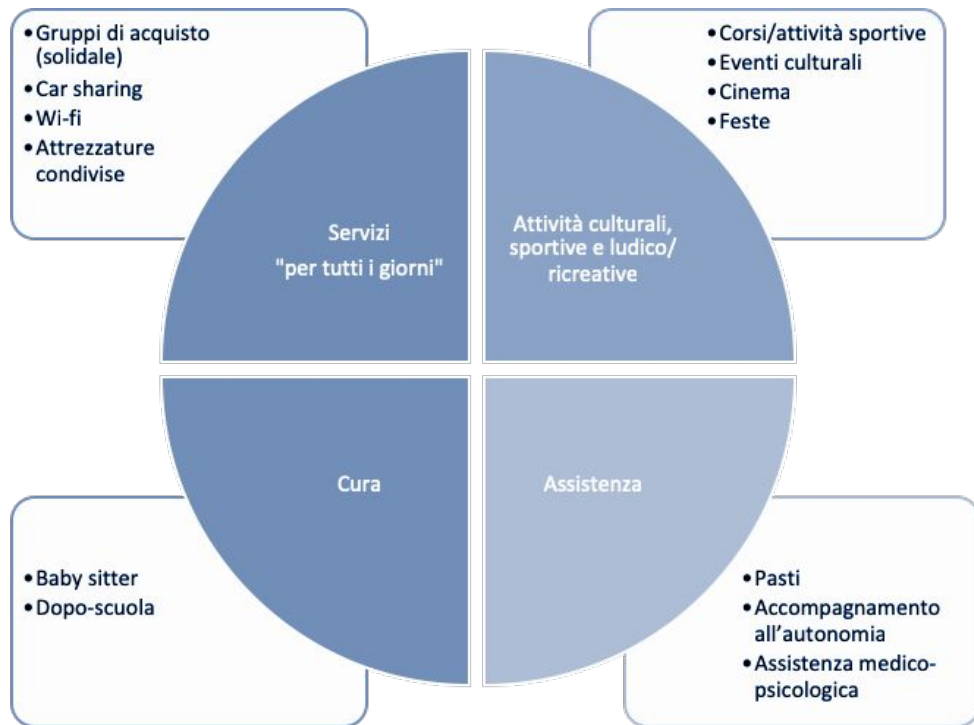 •Gruppi di acquisto
(solidale)
•Car sharing
•Wi-fi
•Attrezzature
condivise
•Corsi/attività sportive
•Eventi culturali
•Cinema
•Feste
Servizi
"per tutti i giorni"
Attività culturali,
sportive e ludico/
ricreative
Cura
Assistenza
•Baby sitter
•Dopo-scuola
•Pasti
•Accompagnamento
all'autonomia
•Assistenza medico-
psicologica